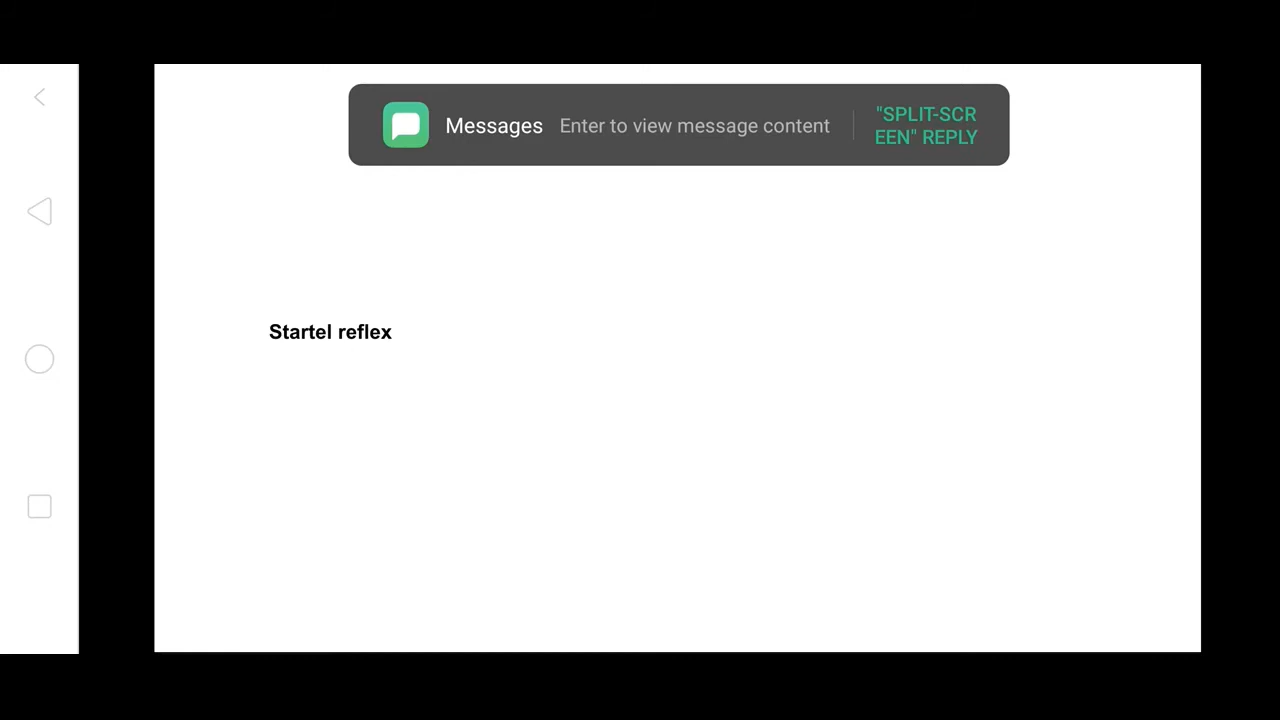 Messages Enter to view message content
"SPLIT-SCR
EEN" REPLY
Startel reflex